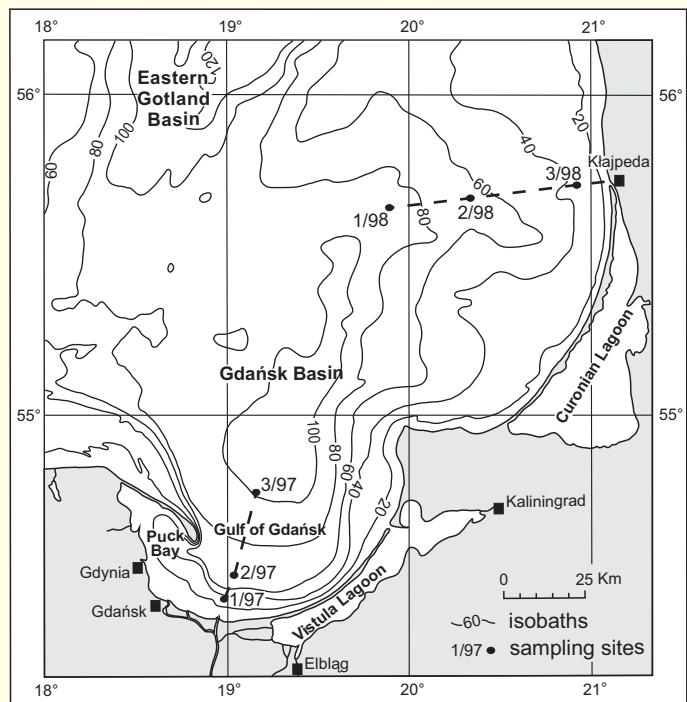 18° 19° 20° 21°
120
Eastern
Gotland
Basin
56° 56°
100
80
60
20
40
Kłajpeda
3/98
60
2/98
1/98
80
Curonian Lagoon
Gdańsk Basin
55° 55°
100
80
60
40
20
3/97
Kaliningrad
Gulf of Gdańsk
Puck
Bay
Gdynia
2/97
0 25 Km
1/97
Gdańsk
Vistula Lagoon
60 isobaths
1/97 sampling sites
Elbląg
18° 19° 20° 21°